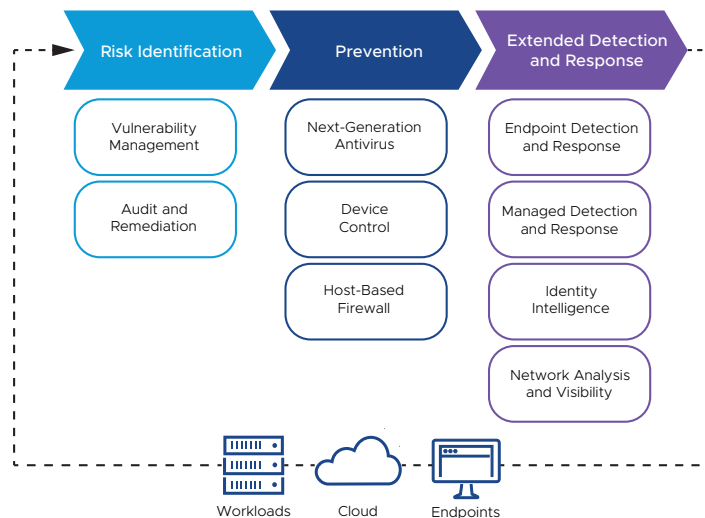 Risk Identification
Prevention
Extended Detection
and Response
Vulnerability
Management
Audit and
Remediation
Next-Generation
Antivirus
Device
Control
Host-Based
Firewall
Endpoint Detection
and Response
Managed Detection
and Response
Identity
Intelligence
Network Analysis
and Visibility
Workloads
Cloud
Endpoints